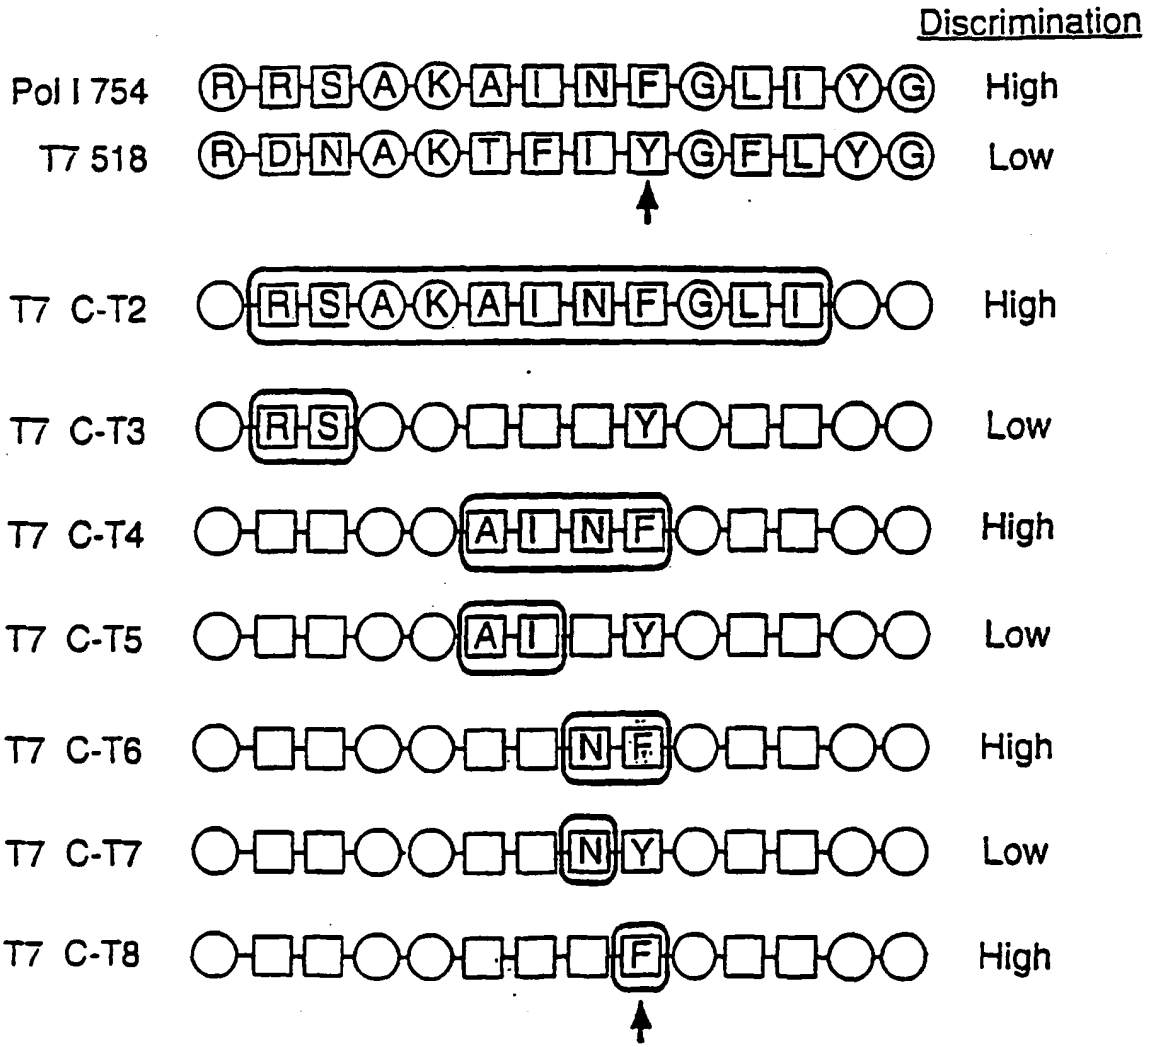 Discrimination
Pol I 754 R R S A K A I N F G L I Y G High
T7 518 R D N A K T F I Y G F L Y G Low
T7 C-T2 R S A K A I N F G L I High
T7 C-T3 R S Y Low
T7 C-T4 A I N F High
T7 C-T5 A I Y Low
T7 C-T6 N F High
T7 C-T7 N Y Low
T7 C-T8 F High